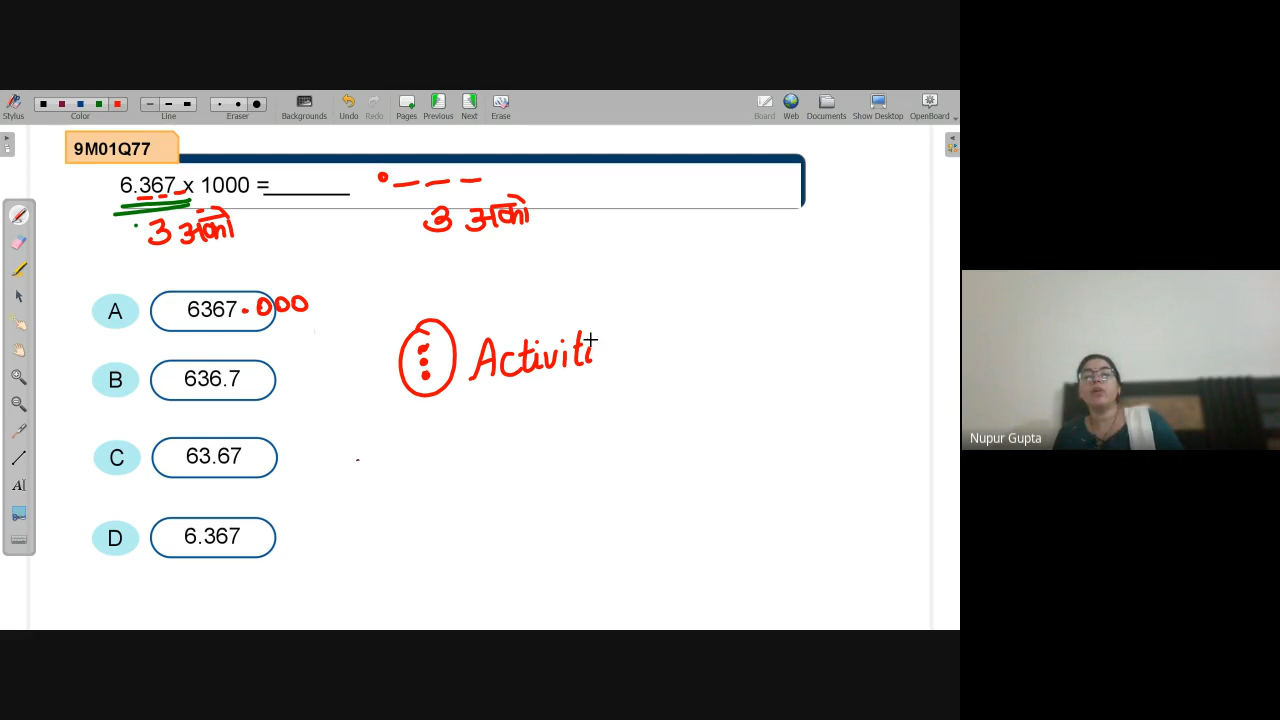 Stylus
Color
Line
Eraser
Backgrounds
Undo
Redo
Pages
Previous
Next
Erase
Board
Web
Documents
Show Desktop
OpenBoard
9M01Q77
6.367 x 1000 =_______
3 अंको
3 अंको
A 6367.000
B 636.7
C 63.67
D 6.367
Activiti
Nupur Gupta